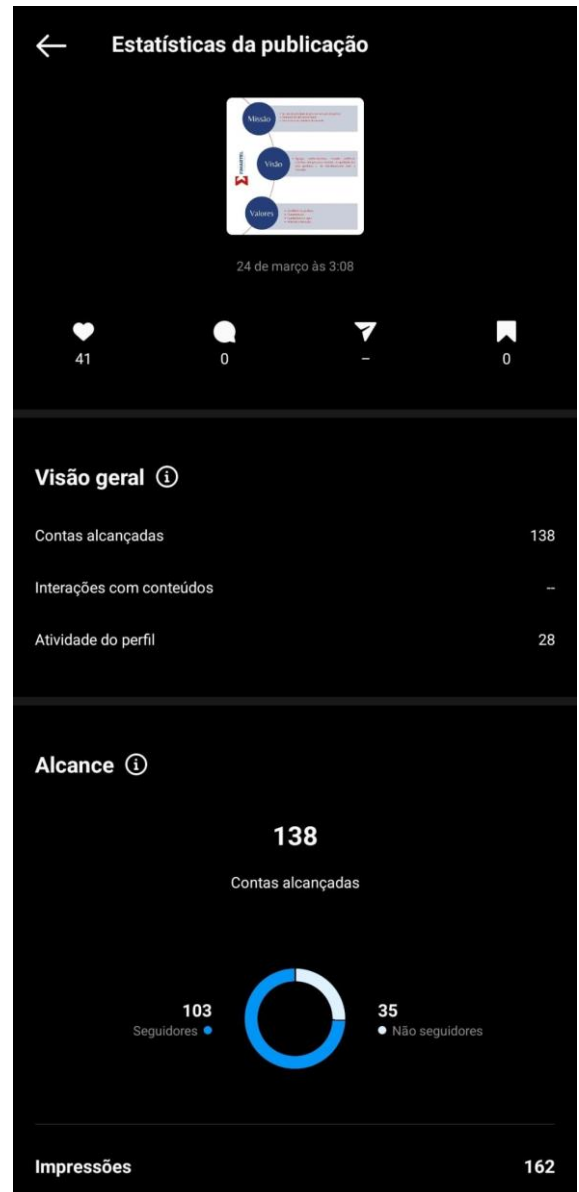 Estatísticas da publicação
Missão
Visão
Valores
24 de março às 3:08
41
0
–
0
Visão geral
Contas alcançadas 138
Interações com conteúdos --
Atividade do perfil 28
Alcance
138
Contas alcançadas
103
Seguidores
35
Não seguidores
Impressões 162